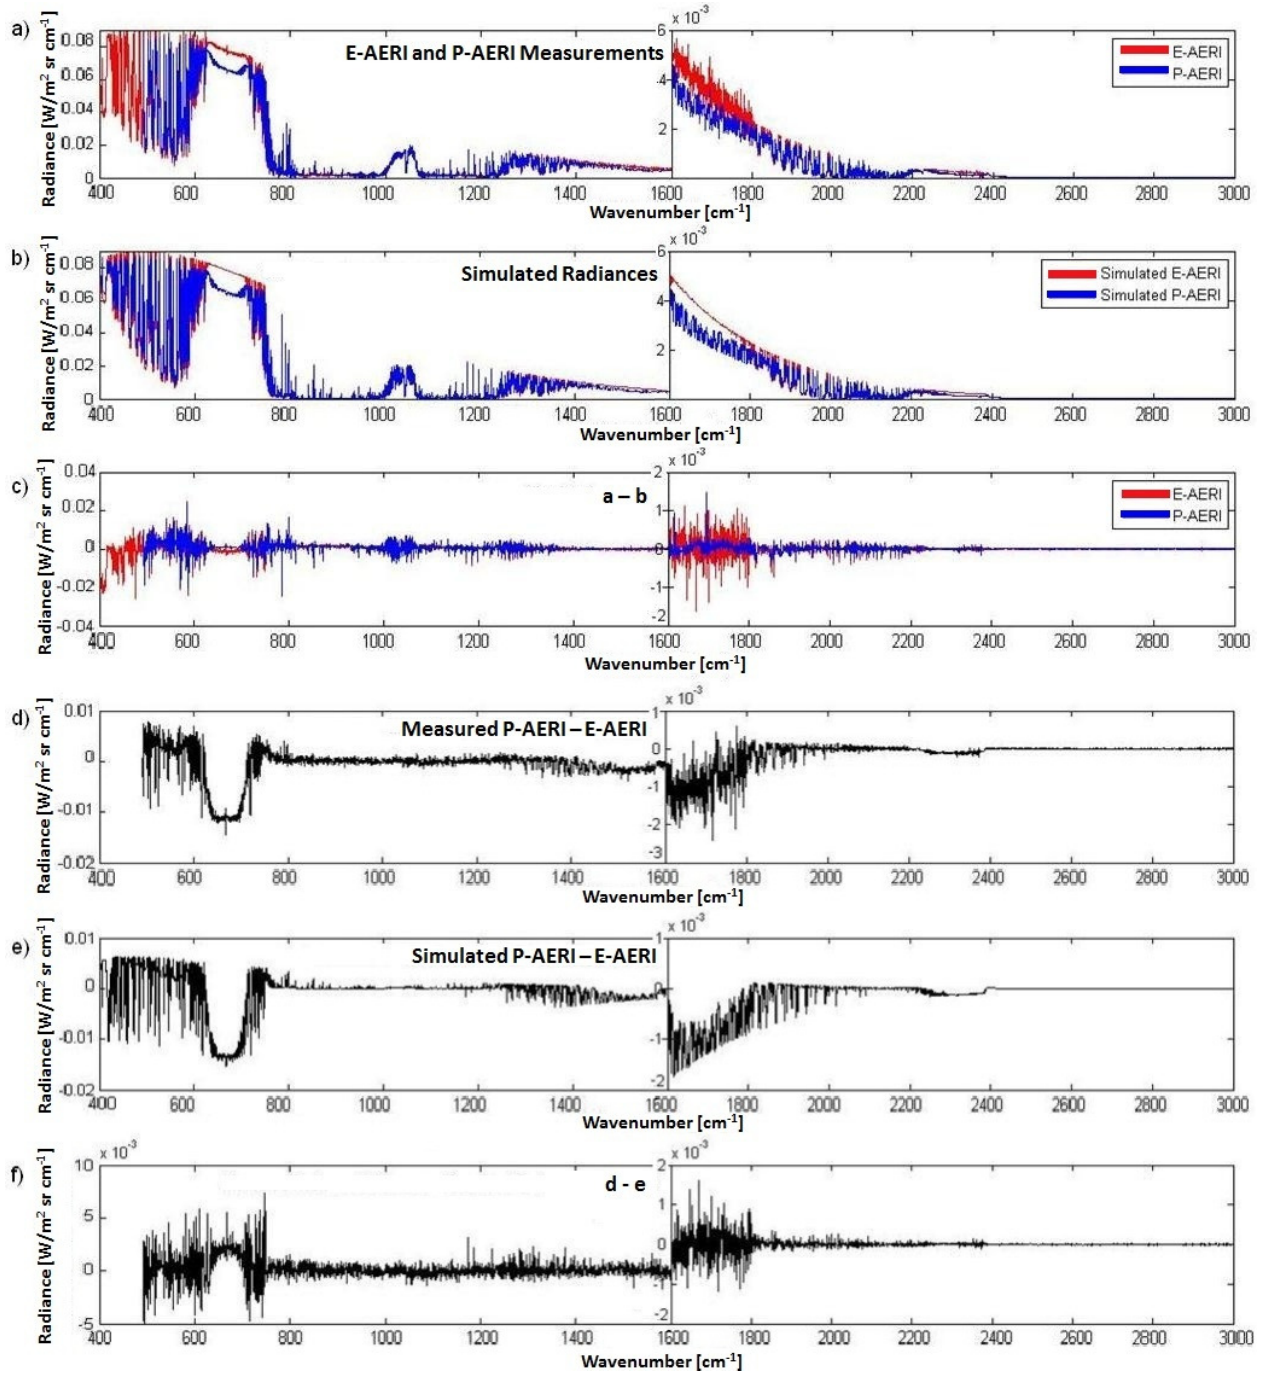 a)
Radiance [W/m² sr cm⁻¹]
0.08
0.06
0.04
0.02
0
x 10⁻³
6
4
2
E-AERI and P-AERI Measurements
E-AERI
P-AERI
400 600 800 1000 1200 1400 1600 1800 2000 2200 2400 2600 2800 3000
Wavenumber [cm⁻¹]
b)
Radiance [W/m² sr cm⁻¹]
0.08
0.06
0.04
0.02
0
x 10⁻³
6
4
2
Simulated Radiances
Simulated E-AERI
Simulated P-AERI
400 600 800 1000 1200 1400 1600 1800 2000 2200 2400 2600 2800 3000
Wavenumber [cm⁻¹]
c)
Radiance [W/m² sr cm⁻¹]
0.04
0.02
0
-0.02
-0.04
x 10⁻³
2
1
0
-1
-2
a – b
E-AERI
P-AERI
400 600 800 1000 1200 1400 1600 1800 2000 2200 2400 2600 2800 3000
Wavenumber [cm⁻¹]
d)
Radiance [W/m² sr cm⁻¹]
0.01
0
-0.01
-0.02
x 10⁻³
1
0
-1
-2
-3
Measured P-AERI – E-AERI
400 600 800 1000 1200 1400 1600 1800 2000 2200 2400 2600 2800 3000
Wavenumber [cm⁻¹]
e)
Radiance [W/m² sr cm⁻¹]
0.01
0
-0.01
-0.02
x 10⁻³
1
0
-1
-2
Simulated P-AERI – E-AERI
400 600 800 1000 1200 1400 1600 1800 2000 2200 2400 2600 2800 3000
Wavenumber [cm⁻¹]
f)
Radiance [W/m² sr cm⁻¹]
x 10⁻³
10
5
0
-5
x 10⁻³
2
1
0
-1
-2
d - e
400 600 800 1000 1200 1400 1600 1800 2000 2200 2400 2600 2800 3000
Wavenumber [cm⁻¹]